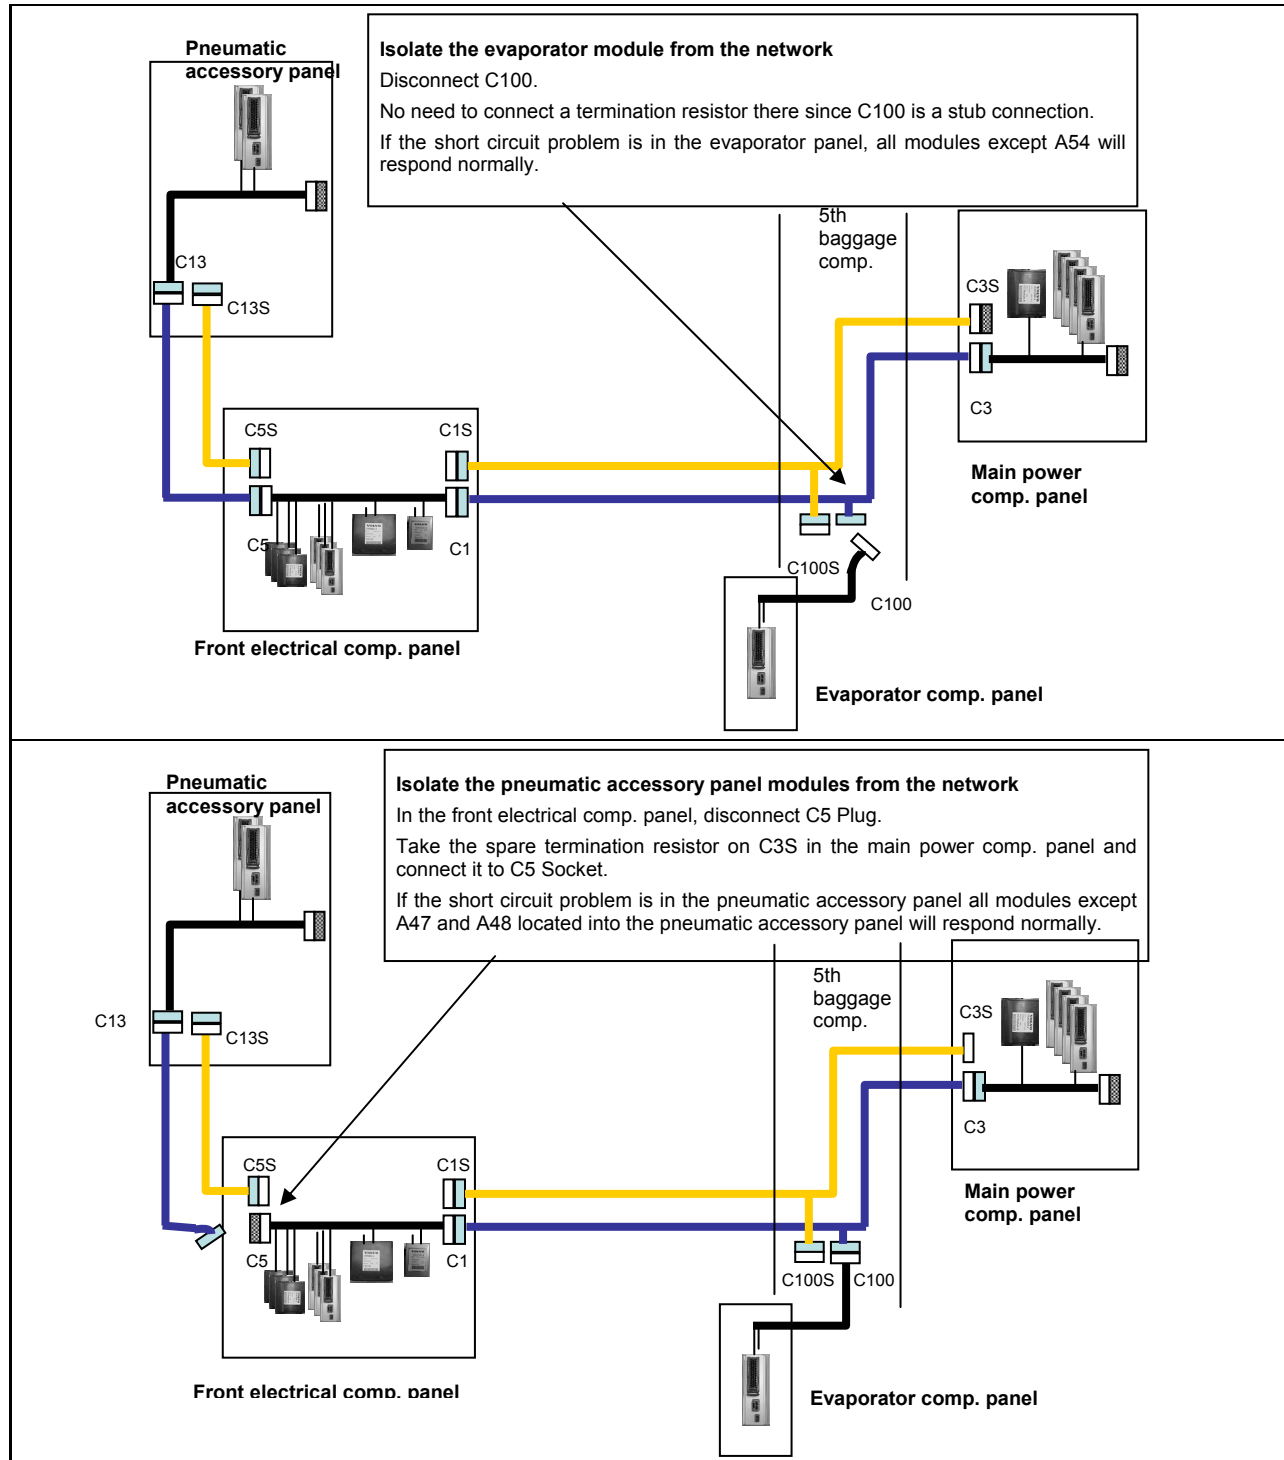 Pneumatic
accessory panel
Isolate the evaporator module from the network
Disconnect C100.
No need to connect a termination resistor there since C100 is a stub connection.
If the short circuit problem is in the evaporator panel, all modules except A54 will
respond normally.
5th
baggage
comp.
C13
C13S
C3S
C3
C5S
C1S
C5
C1
Main power
comp. panel
C100S
C100
Front electrical comp. panel
Evaporator comp. panel
Pneumatic
accessory panel
Isolate the pneumatic accessory panel modules from the network
In the front electrical comp. panel, disconnect C5 Plug.
Take the spare termination resistor on C3S in the main power comp. panel and
connect it to C5 Socket.
If the short circuit problem is in the pneumatic accessory panel all modules except
A47 and A48 located into the pneumatic accessory panel will respond normally.
5th
baggage
comp.
C13
C13S
C3S
C3
C5S
C1S
C5
C1
Main power
comp. panel
C100S
C100
Front electrical comp. panel
Evaporator comp. panel